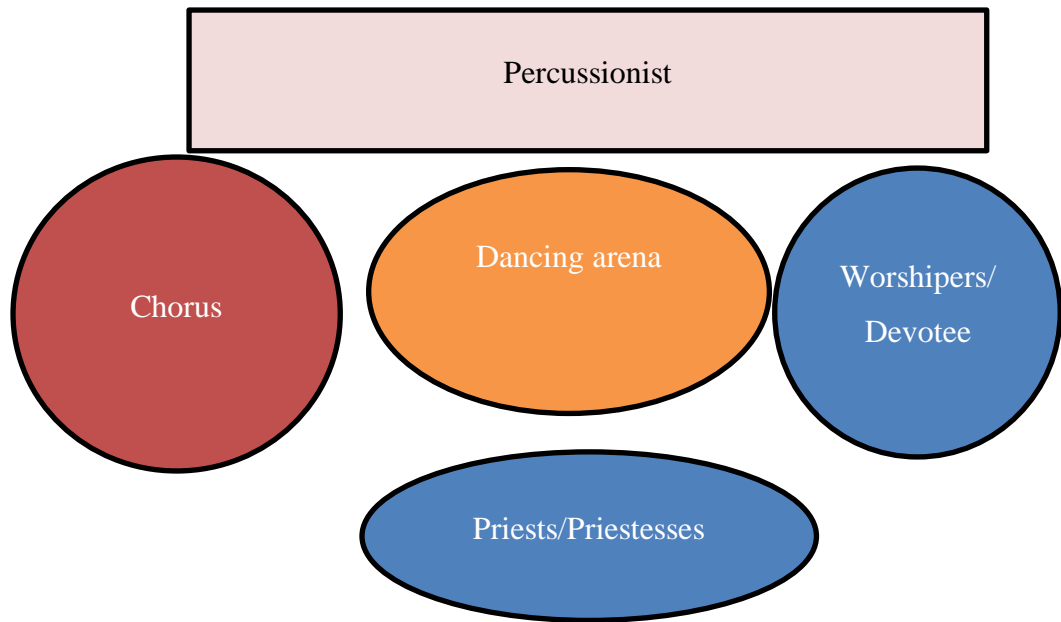 Percussionist
Dancing arena
Chorus
Worshipers/
Devotee
Priests/Priestesses